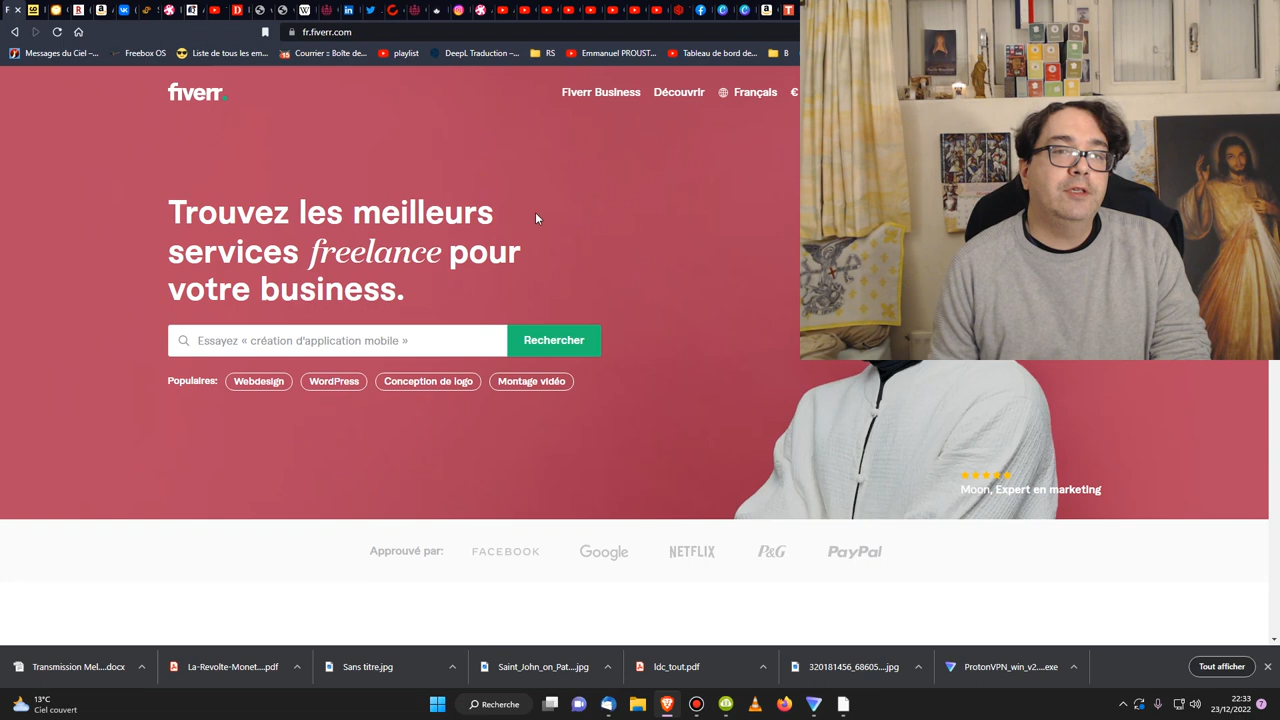 F
fr.fiverr.com
Messages du Ciel –...
Freebox OS
Liste de tous les em...
Courrier :: Boîte de...
playlist
DeepL Traduction –...
RS
Emmanuel PROUST...
Tableau de bord de...
B
fiverr.
Fiverr Business
Découvrir
Français
€
Trouvez les meilleurs
services freelance pour
votre business.
Essayez « création d'application mobile »
Rechercher
Populaires:
Webdesign
WordPress
Conception de logo
Montage vidéo
Moon, Expert en marketing
Approuvé par:
FACEBOOK
Google
NETFLIX
P&G
PayPal
Transmission Mel....docx
La-Revolte-Monet....pdf
Sans titre.jpg
Saint_John_on_Pat....jpg
ldc_tout.pdf
320181456_68605....jpg
ProtonVPN_win_v2....exe
Tout afficher
13°C
Ciel couvert
Recherche
22:33
23/12/2022